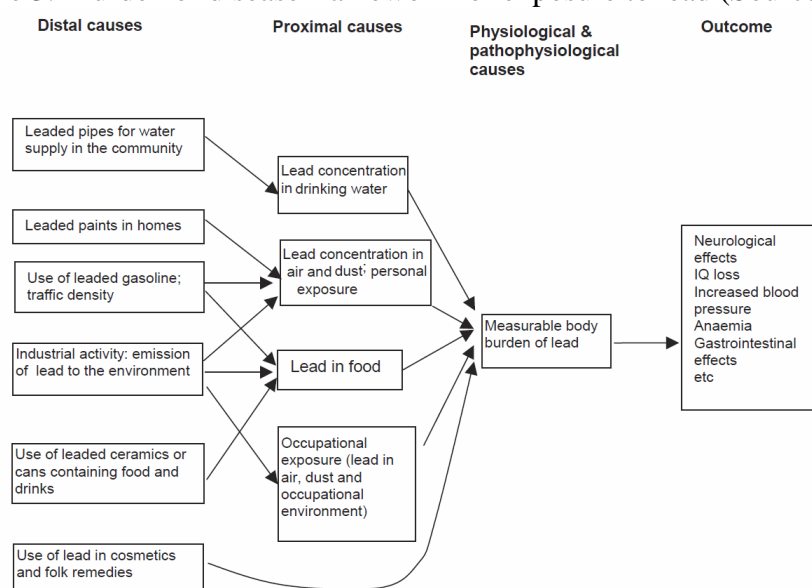 Distal causes
Proximal causes
Physiological &
pathophysiological
causes
Outcome
Leaded pipes for water
supply in the community
Leaded paints in homes
Use of leaded gasoline;
traffic density
Industrial activity: emission
of lead to the environment
Use of leaded ceramics or
cans containing food and
drinks
Use of lead in cosmetics
and folk remedies
Lead concentration
in drinking water
Lead concentration in
air and dust; personal
exposure
Lead in food
Occupational
exposure (lead in
air, dust and
occupational
environment)
Measurable body
burden of lead
Neurological
effects
IQ loss
Increased blood
pressure
Anaemia
Gastrointestinal
effects
etc